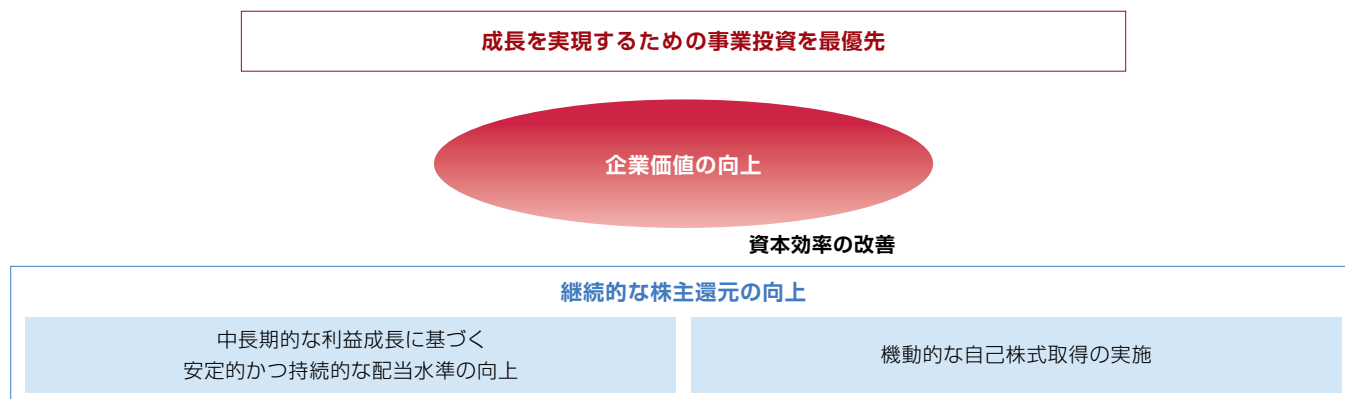 成長を実現するための事業投資を最優先
企業価値の向上
資本効率の改善
継続的な株主還元の向上
中長期的な利益成長に基づく
安定的かつ持続的な配当水準の向上
機動的な自己株式取得の実施